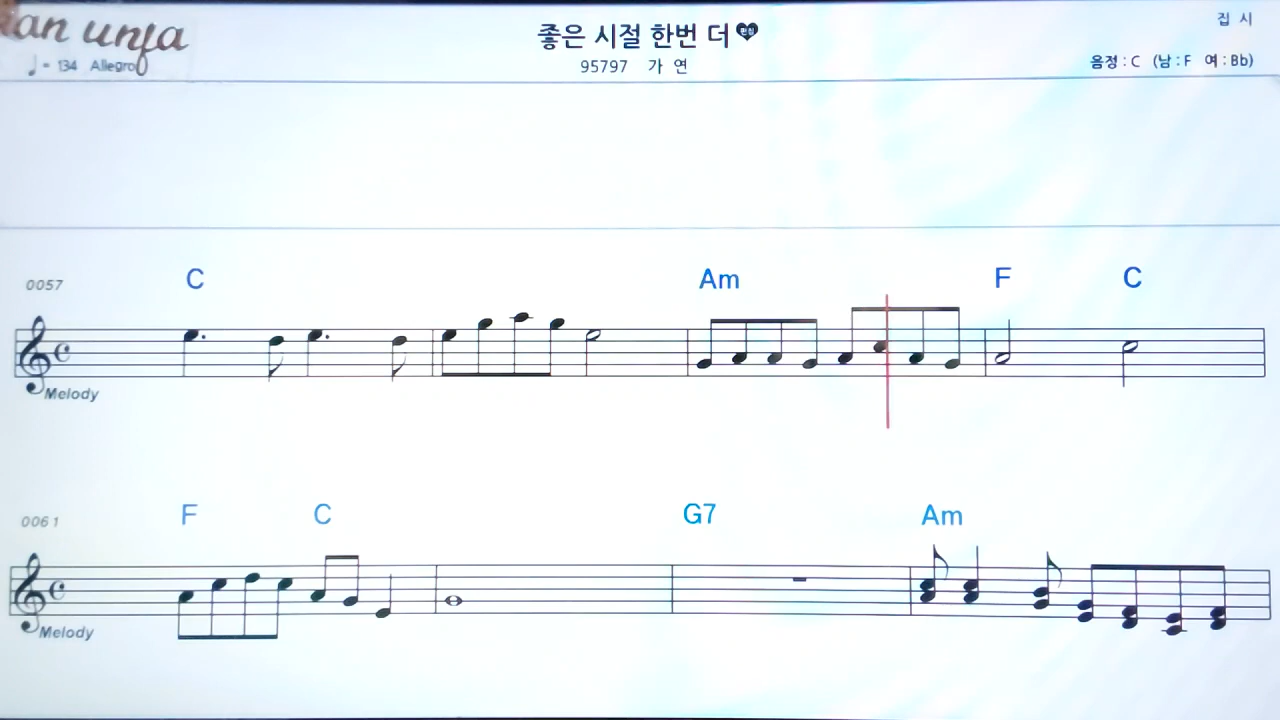 an unfa
좋은 시절 한번 더
집 시
♩ = 134 Allegro
95797 가 연
음정 : C (남 : F 여 : Bb)
0057
C Am F C
Melody
0061
F C G7 Am
Melody